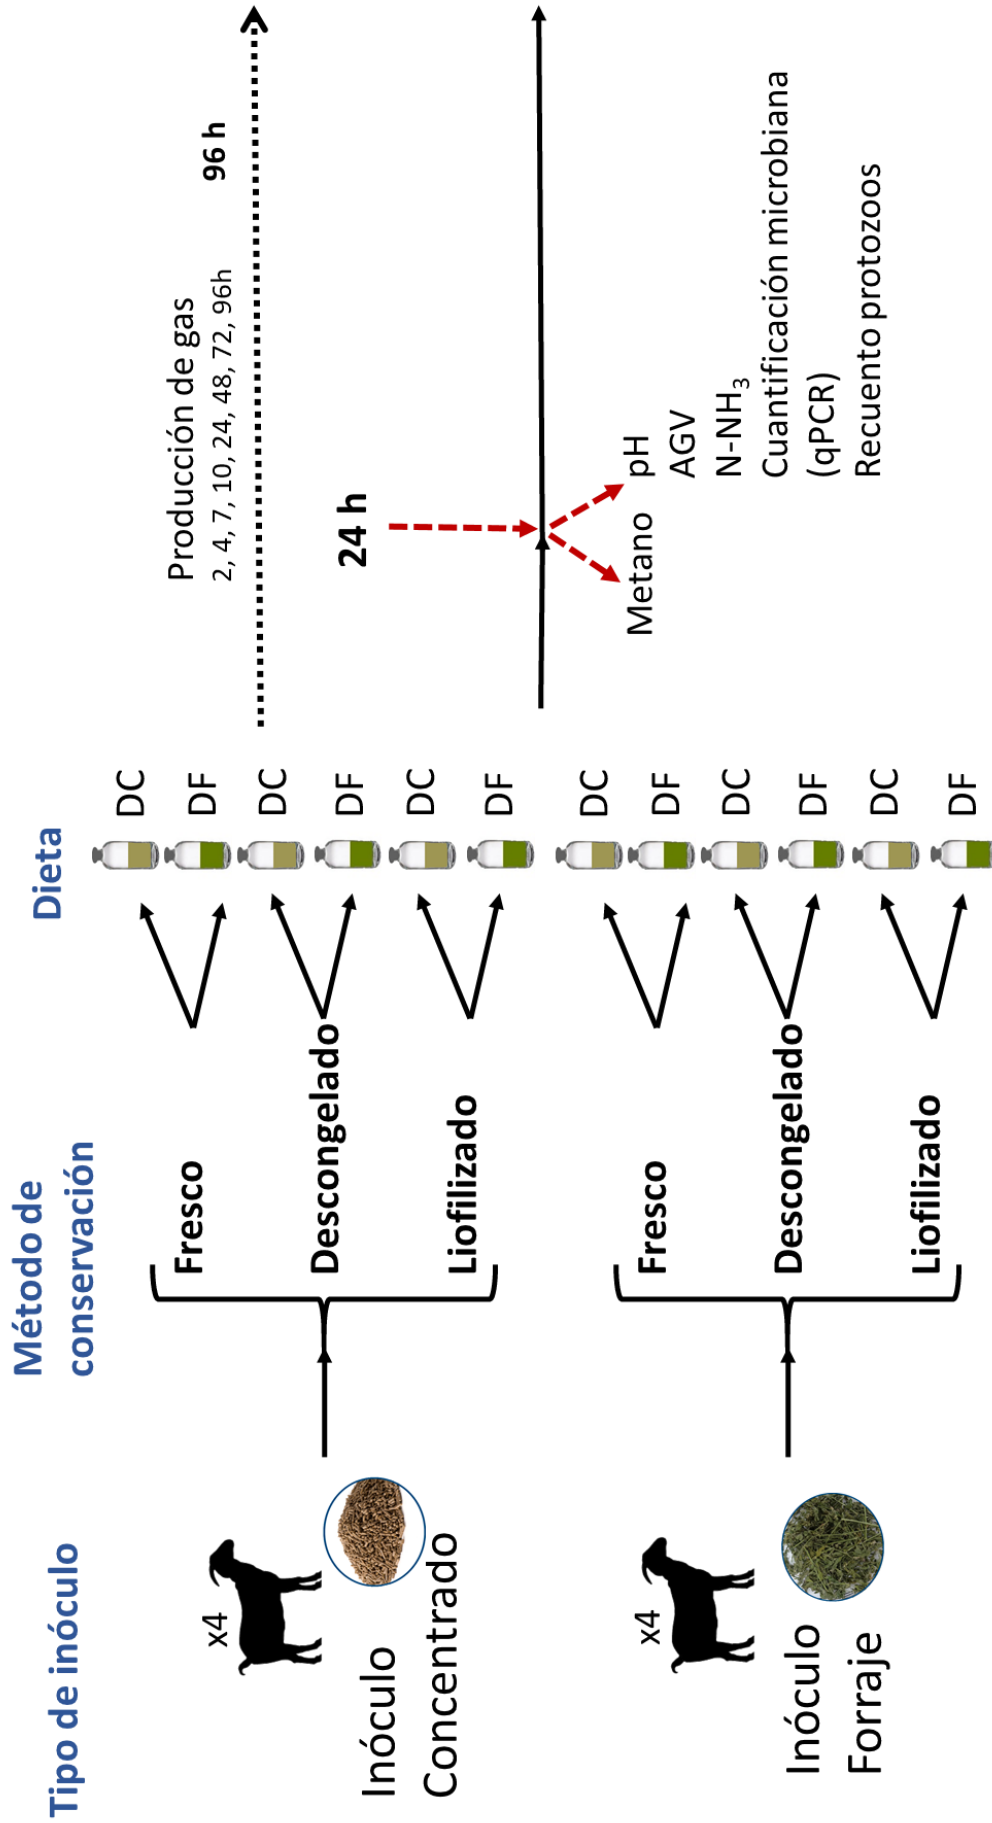 Tipo de inóculo
Método de
conservación
Dieta
x4
Inóculo
Concentrado
Fresco
Descongelado
Liofilizado
DC
DF
DC
DF
DC
DF
x4
Inóculo
Forraje
Fresco
Descongelado
Liofilizado
DC
DF
DC
DF
DC
DF
Producción de gas
2, 4, 7, 10, 24, 48, 72, 96h
96 h
24 h
Metano
pH
AGV
N-NH₃
Cuantificación microbiana
(qPCR)
Recuento protozoos